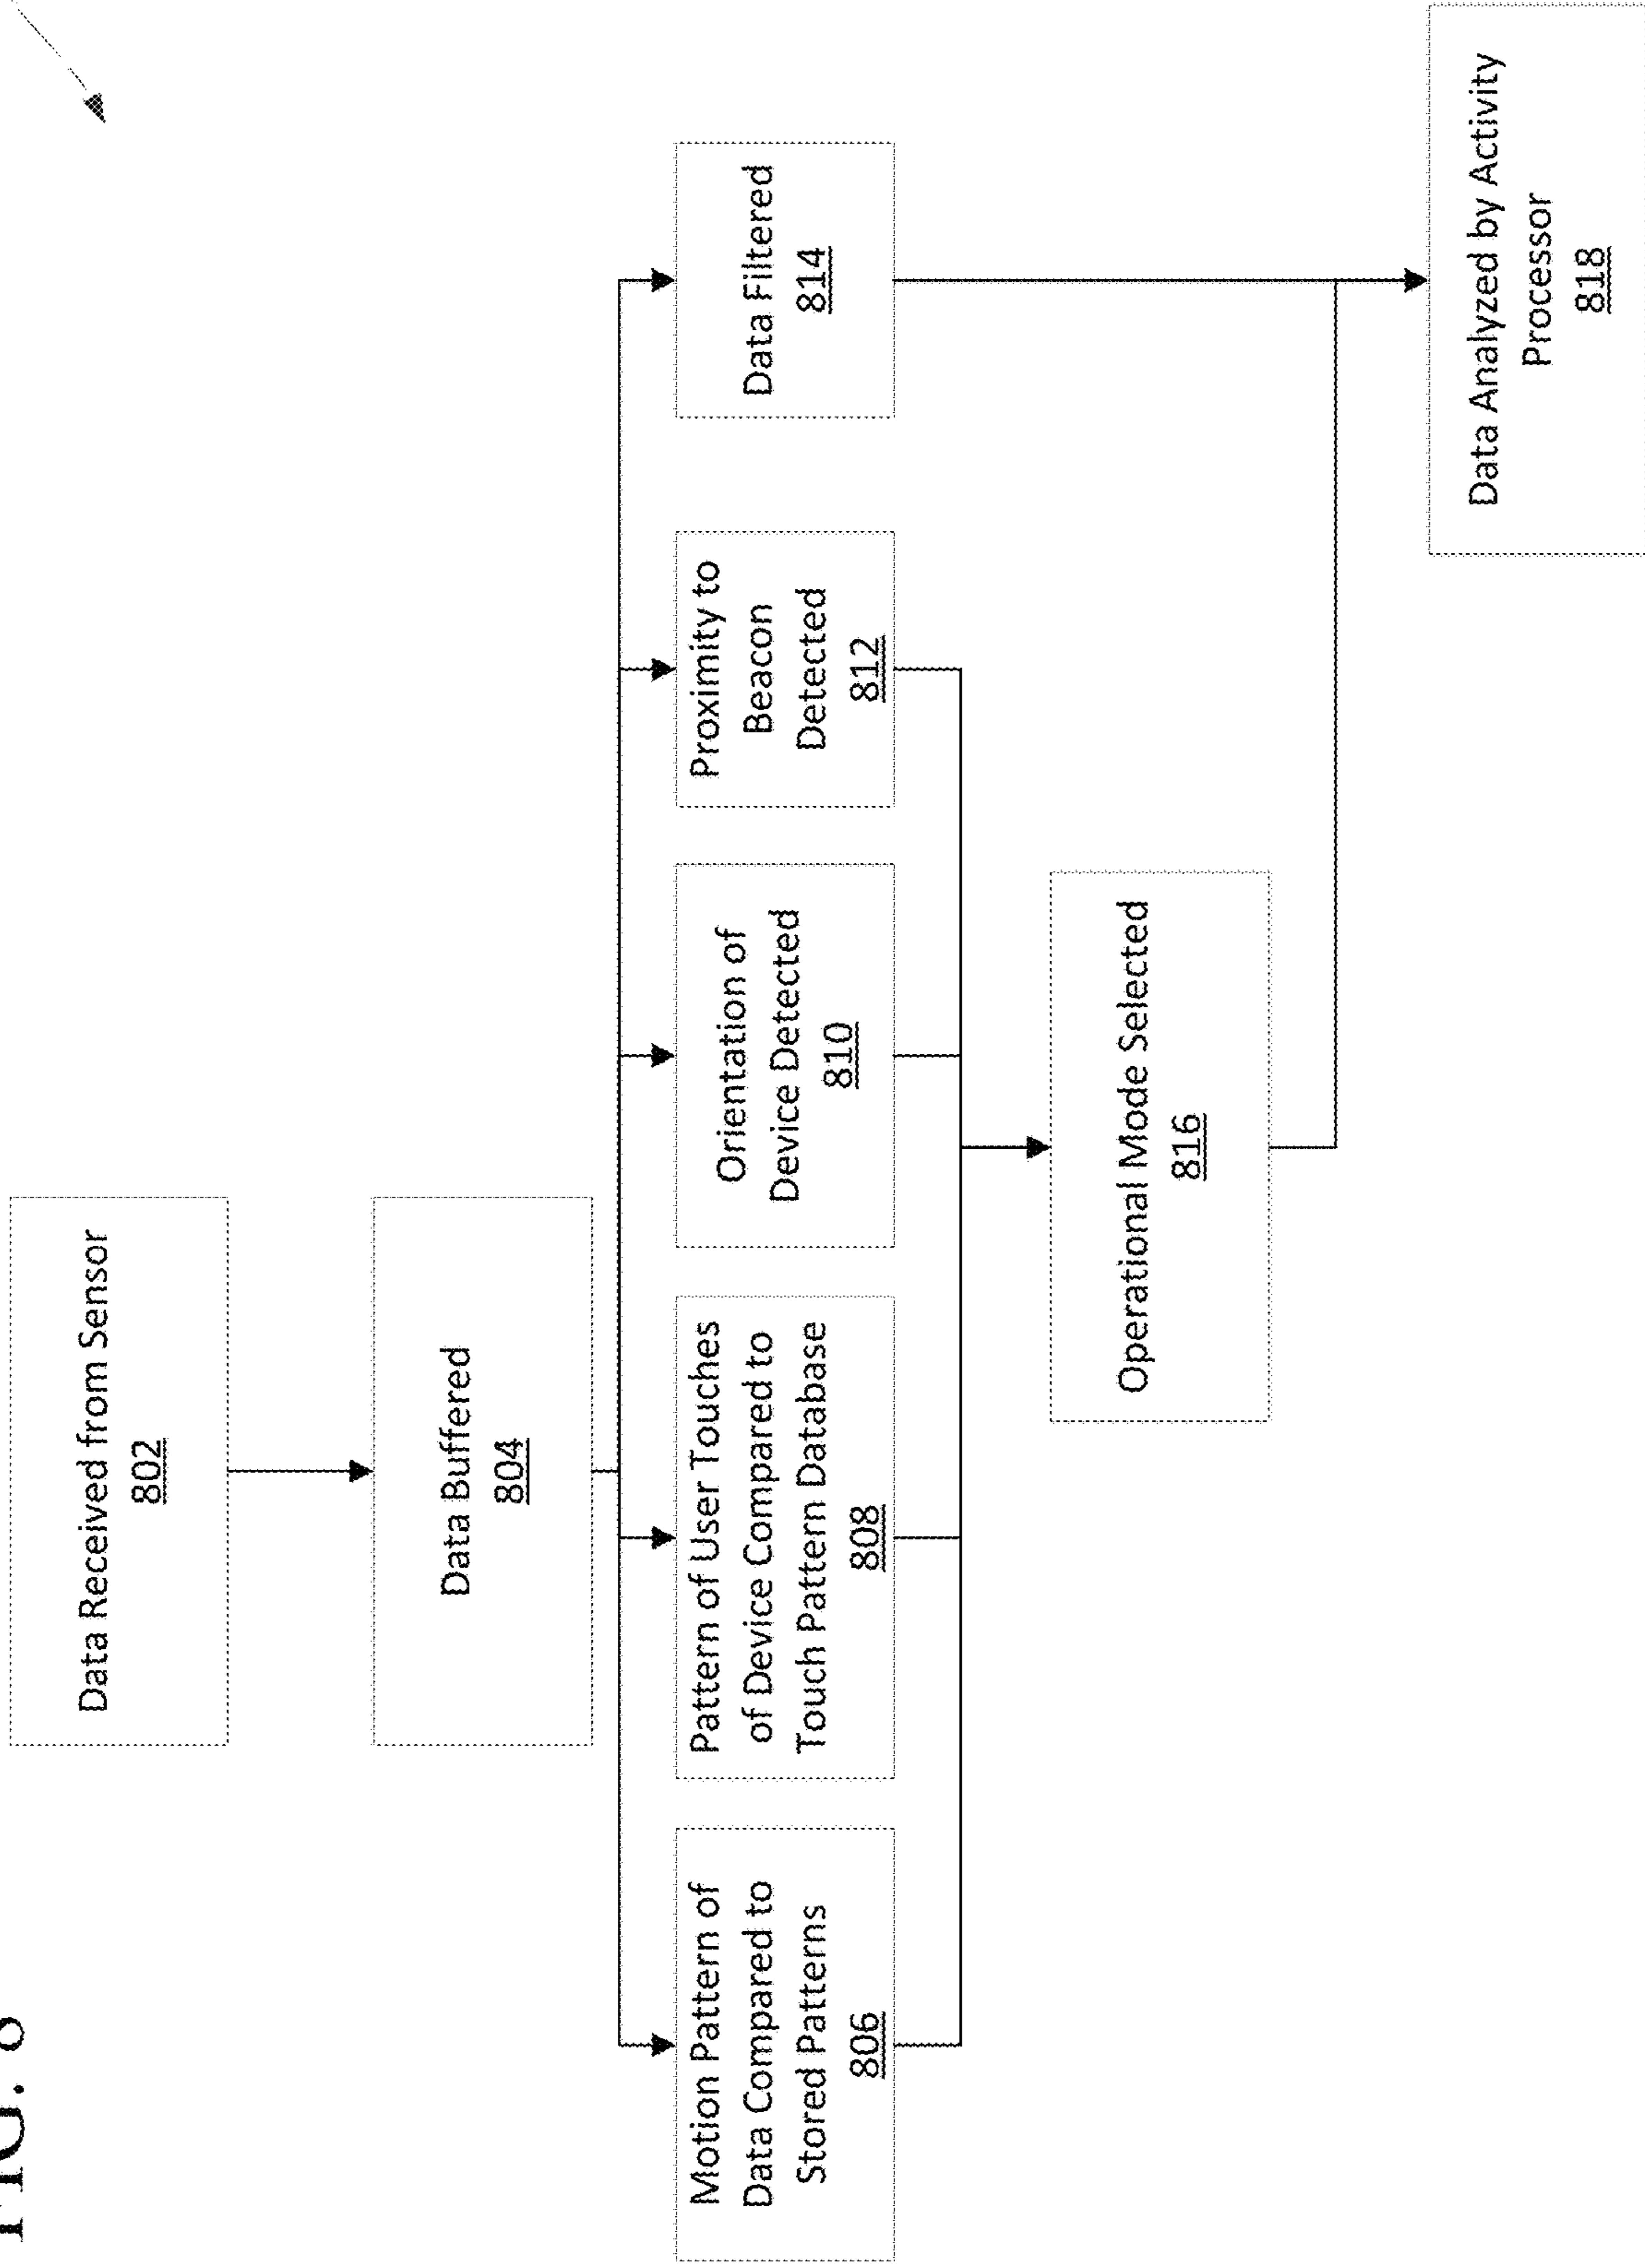 FIG. 8
Data Received from Sensor
802
Data Buffered
804
Motion Pattern of
Data Compared to
Stored Patterns
806
Pattern of User Touches
of Device Compared to
Touch Pattern Database
808
Orientation of
Device Detected
810
Proximity to
Beacon
Detected
812
Data Filtered
814
Operational Mode Selected
816
Data Analyzed by Activity
Processor
818